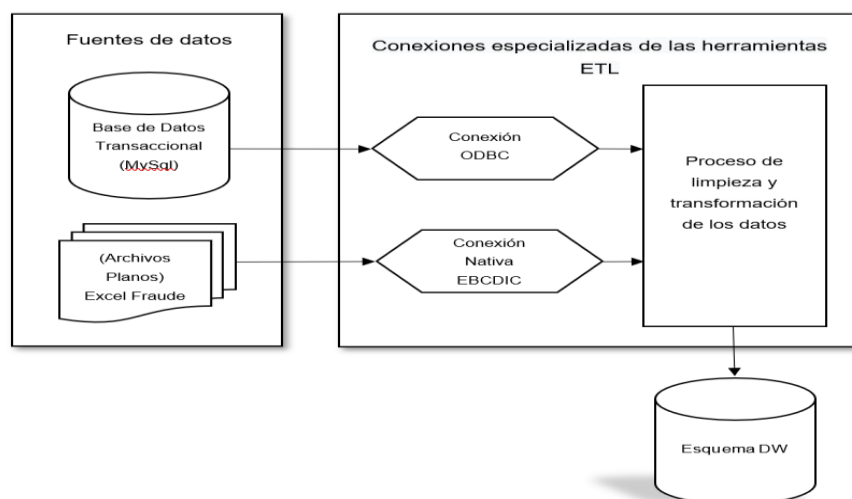 Fuentes de datos
Base de Datos
Transaccional
(MySql)
(Archivos
Planos)
Excel Fraude
Conexiones especializadas de las herramientas
ETL
Conexión
ODBC
Conexión
Nativa
EBCDIC
Proceso de
limpieza y
transformación
de los datos
Esquema DW